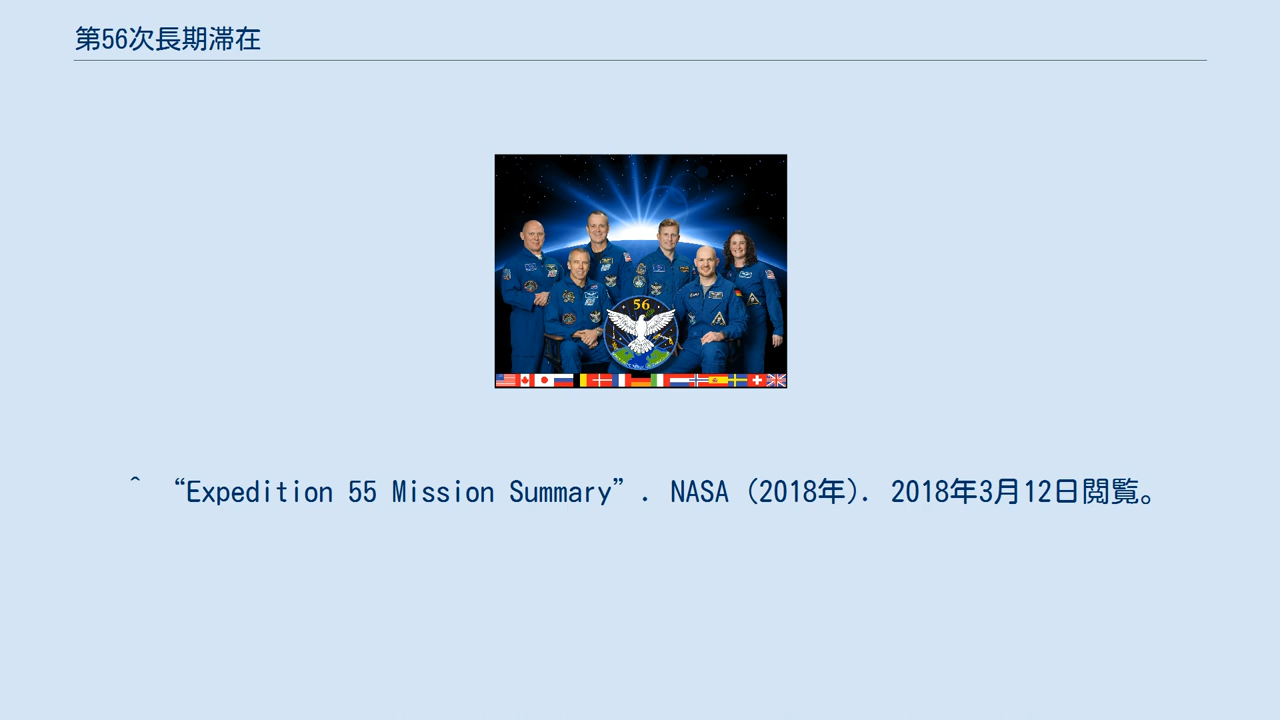 第56次長期滞在
56
^ “Expedition 55 Mission Summary”. NASA (2018年). 2018年3月12日閲覧。